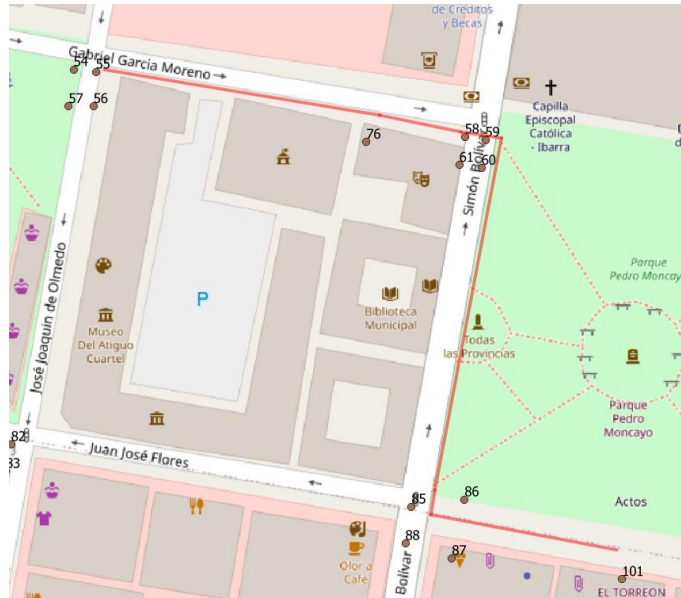 de Créditos
y Becas
Gabriel García Moreno
54
55
57
56
58
59
76
61
60
Capilla
Episcopal
Católica
- Ibarra
Simón Bolívar
Parque
Pedro Moncayo
José Joaquín de Olmedo
P
Biblioteca
Municipal
Museo
Del Atiguo
Cuartel
Todas
las Provincias
Parque
Pedro
Moncayo
82
83
Juan José Flores
85
86
Actos
88
87
Bolívar
Olor a
Café
101
EL TORREON